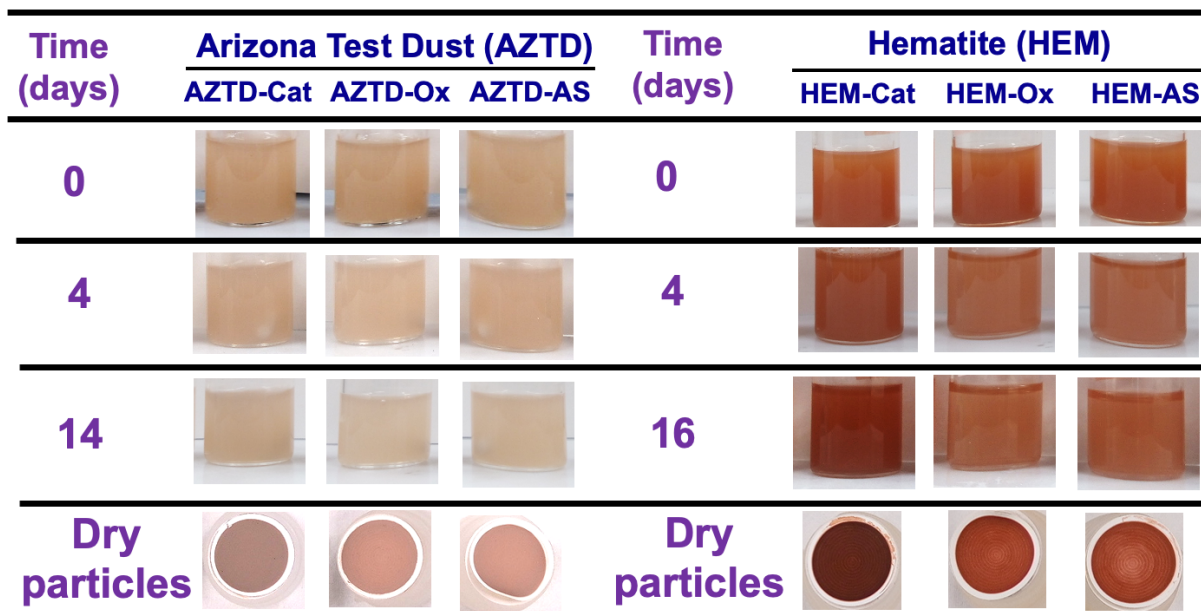 Time
(days)
Arizona Test Dust (AZTD)
AZTD-Cat AZTD-Ox AZTD-AS
Time
(days)
Hematite (HEM)
HEM-Cat HEM-Ox HEM-AS
0
0
4
4
14
16
Dry
particles
Dry
particles